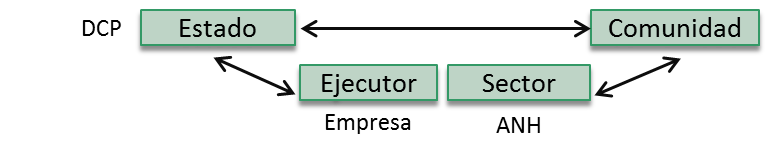 DCP Estado Comunidad
Ejecutor Sector
Empresa ANH